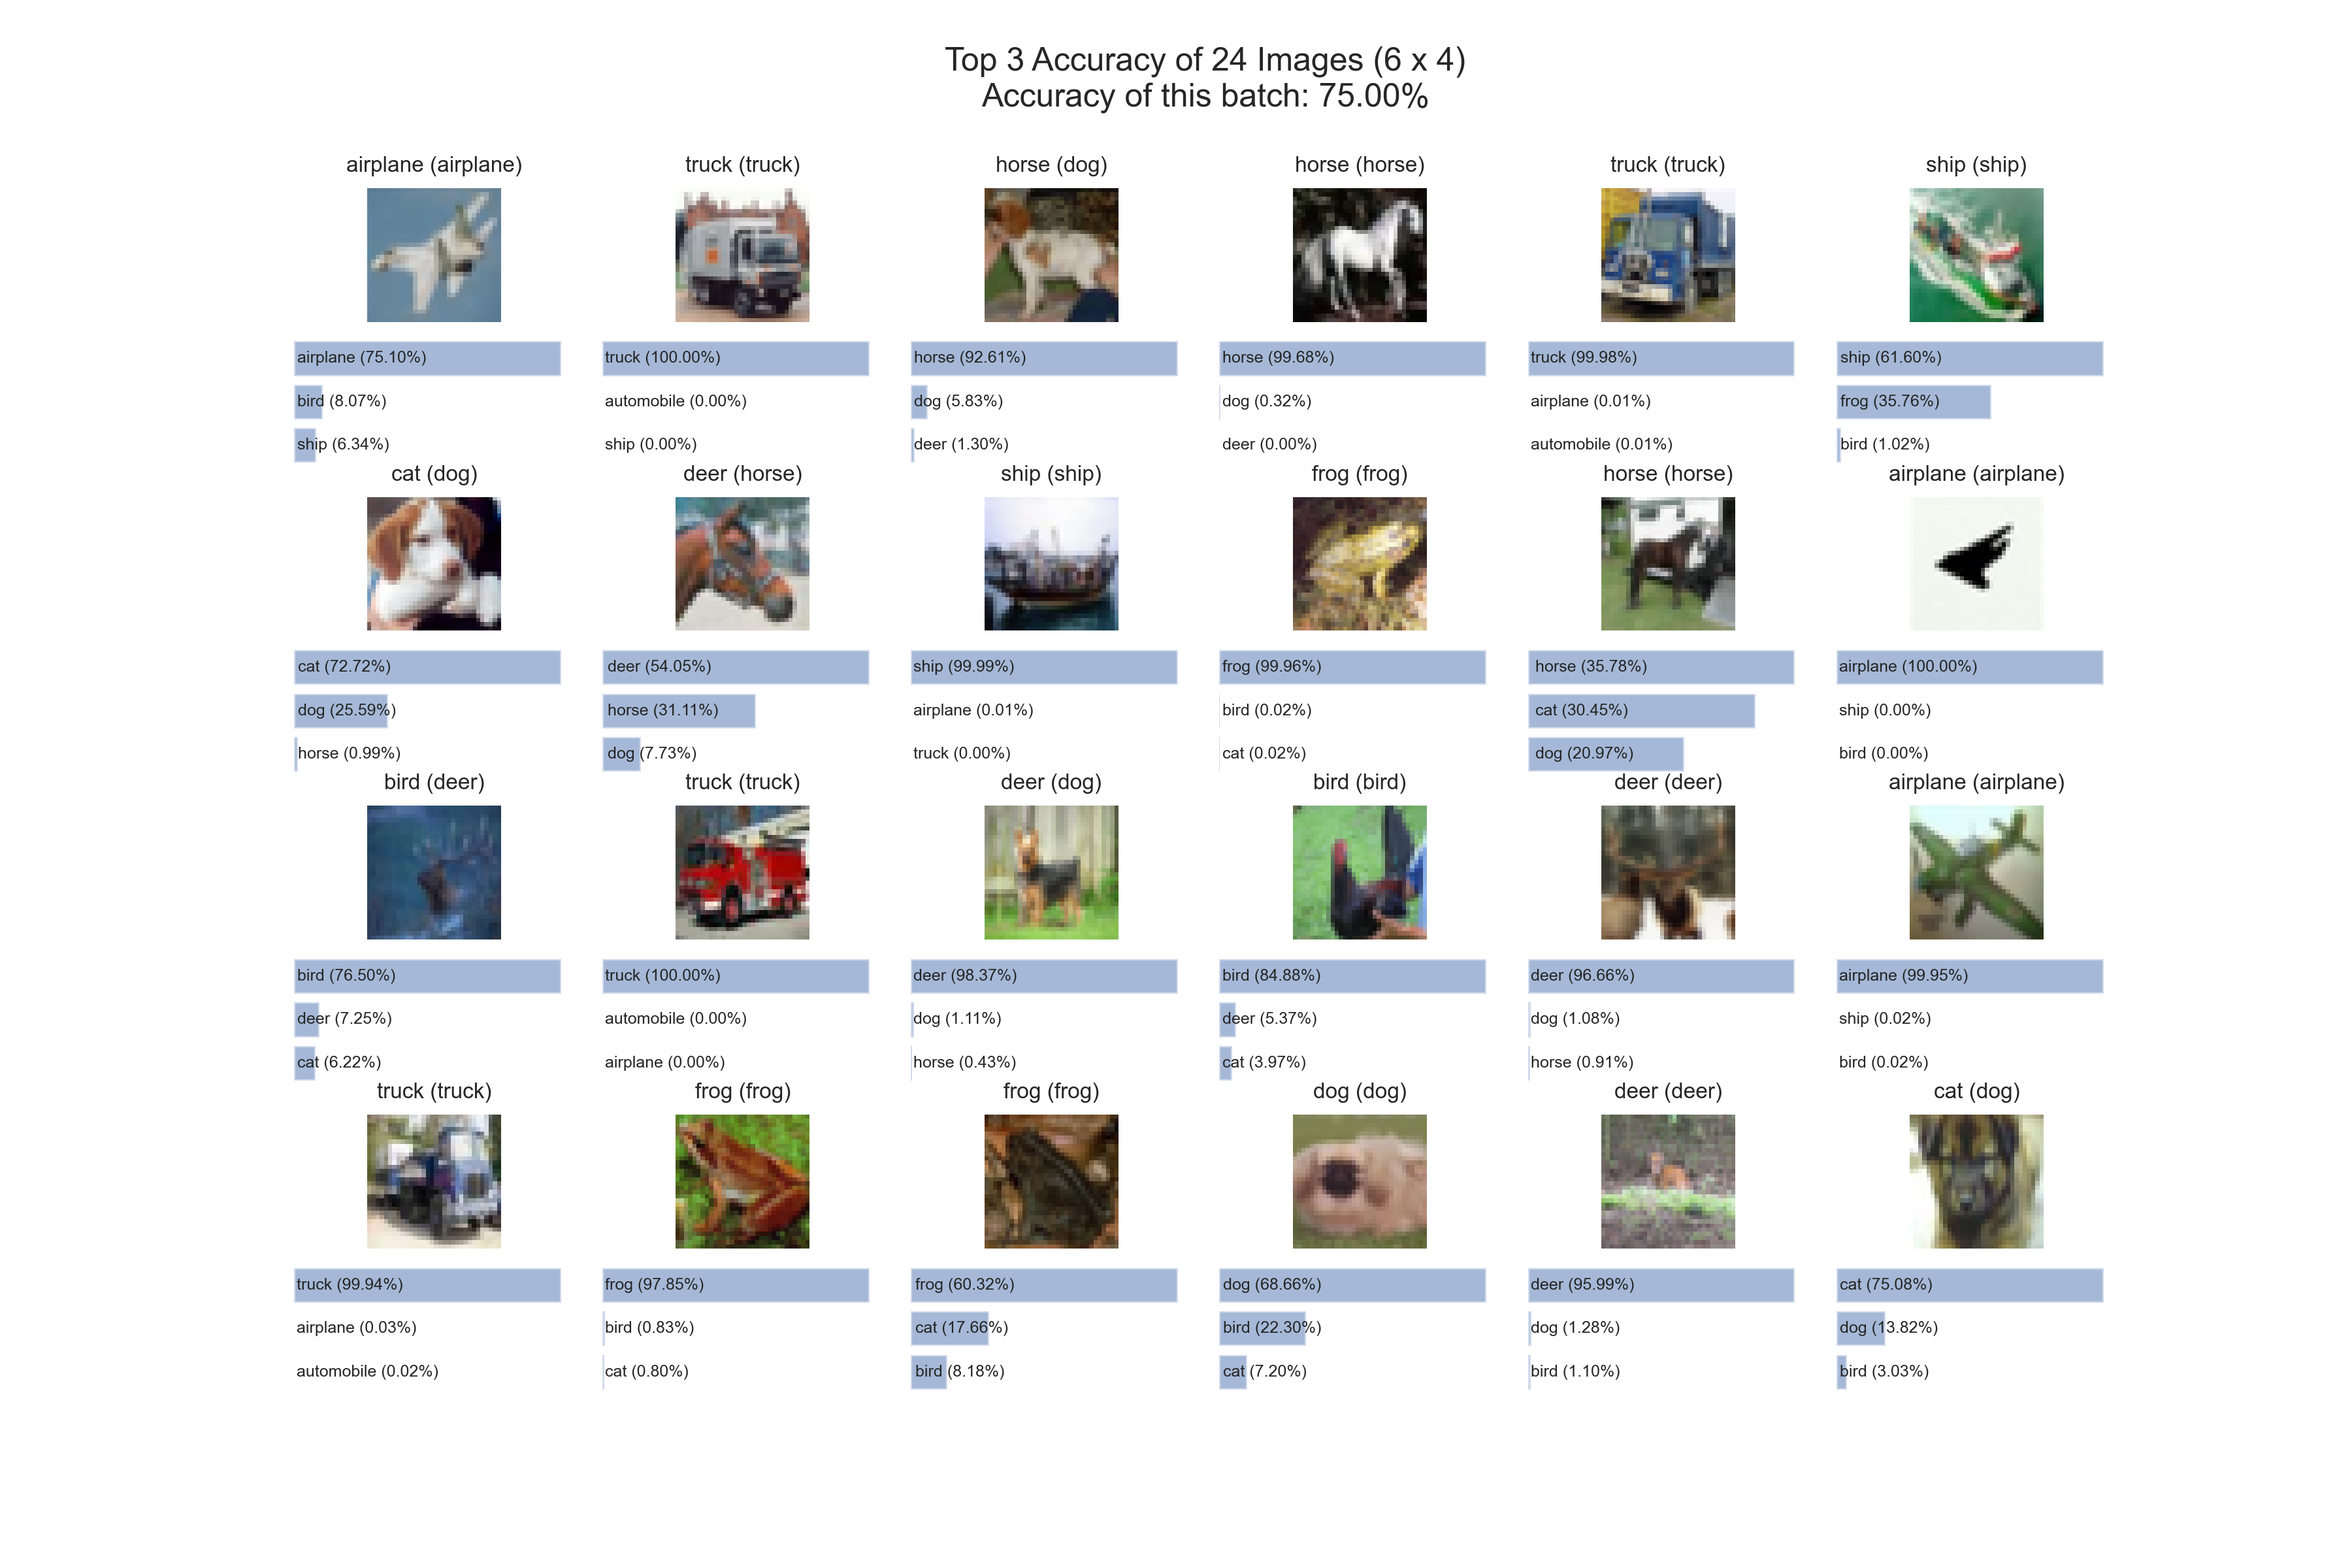 Top 3 Accuracy of 24 Images (6 x 4)
Accuracy of this batch: 75.00%
airplane (airplane)
airplane (75.10%)
bird (8.07%)
ship (6.34%)
truck (truck)
truck (100.00%)
automobile (0.00%)
ship (0.00%)
horse (dog)
horse (92.61%)
dog (5.83%)
deer (1.30%)
horse (horse)
horse (99.68%)
dog (0.32%)
deer (0.00%)
truck (truck)
truck (99.98%)
airplane (0.01%)
automobile (0.01%)
ship (ship)
ship (61.60%)
frog (35.76%)
bird (1.02%)
cat (dog)
cat (72.72%)
dog (25.59%)
horse (0.99%)
deer (horse)
deer (54.05%)
horse (31.11%)
dog (7.73%)
ship (ship)
ship (99.99%)
airplane (0.01%)
truck (0.00%)
frog (frog)
frog (99.96%)
bird (0.02%)
cat (0.02%)
horse (horse)
horse (35.78%)
cat (30.45%)
dog (20.97%)
airplane (airplane)
airplane (100.00%)
ship (0.00%)
bird (0.00%)
bird (deer)
bird (76.50%)
deer (7.25%)
cat (6.22%)
truck (truck)
truck (100.00%)
automobile (0.00%)
airplane (0.00%)
deer (dog)
deer (98.37%)
dog (1.11%)
horse (0.43%)
bird (bird)
bird (84.88%)
deer (5.37%)
cat (3.97%)
deer (deer)
deer (96.66%)
dog (1.08%)
horse (0.91%)
airplane (airplane)
airplane (99.95%)
ship (0.02%)
bird (0.02%)
truck (truck)
truck (99.94%)
airplane (0.03%)
automobile (0.02%)
frog (frog)
frog (97.85%)
bird (0.83%)
cat (0.80%)
frog (frog)
frog (60.32%)
cat (17.66%)
bird (8.18%)
dog (dog)
dog (68.66%)
bird (22.30%)
cat (7.20%)
deer (deer)
deer (95.99%)
dog (1.28%)
bird (1.10%)
cat (dog)
cat (75.08%)
dog (13.82%)
bird (3.03%)